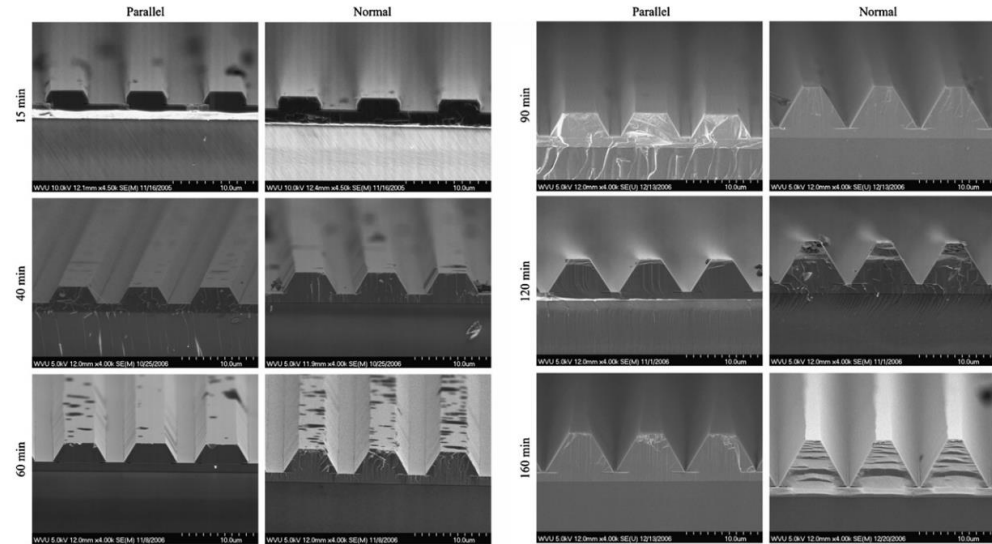 Parallel Normal Parallel Normal
15 min
WVU 10.0kV 12.1mm x4.50k SE(M) 11/16/2005 10.0um
WVU 10.0kV 12.4mm x4.50k SE(M) 11/16/2005 10.0um
90 min
WVU 5.0kV 12.0mm x4.00k SE(U) 12/13/2006 10.0um
WVU 5.0kV 12.0mm x4.00k SE(U) 12/13/2006 10.0um
40 min
WVU 5.0kV 12.0mm x4.00k SE(M) 10/25/2006 10.0um
WVU 5.0kV 11.9mm x4.00k SE(M) 10/25/2006 10.0um
120 min
WVU 5.0kV 12.0mm x4.00k SE(M) 11/1/2006 10.0um
WVU 5.0kV 12.0mm x4.00k SE(M) 11/1/2006 10.0um
60 min
WVU 5.0kV 12.0mm x4.00k SE(M) 11/8/2006 10.0um
WVU 5.0kV 12.0mm x4.00k SE(M) 11/8/2006 10.0um
160 min
WVU 5.0kV 12.0mm x4.00k SE(M) 12/13/2006 10.0um
WVU 5.0kV 12.0mm x4.00k SE(M) 12/20/2006 10.0um